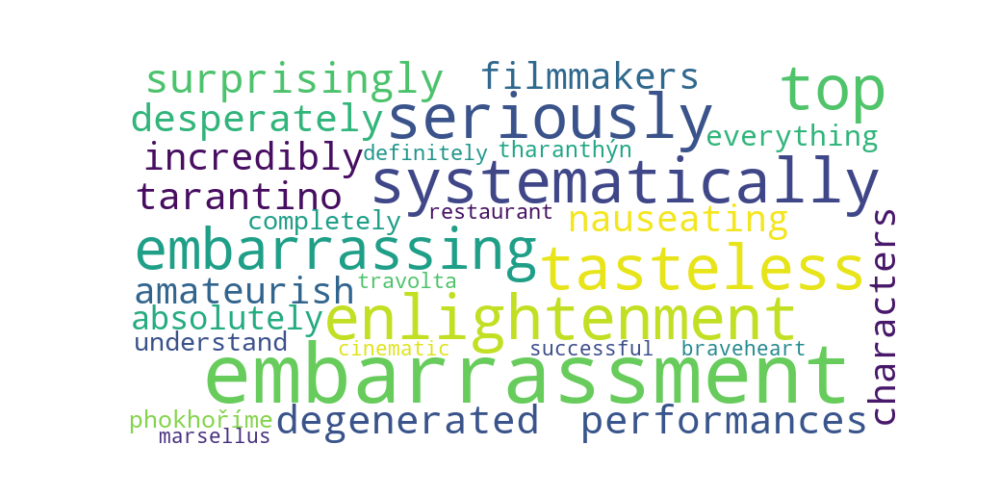 surprisingly filmmakers top
desperately seriously everything
incredibly definitely tharanthýn
tarantino systematically
completely restaurant nauseating
embarrassing tasteless characters
amateurish travolta
absolutely enlightenment
understand cinematic successful braveheart
embarrassment
phokhoříme degenerated performances
marsellus